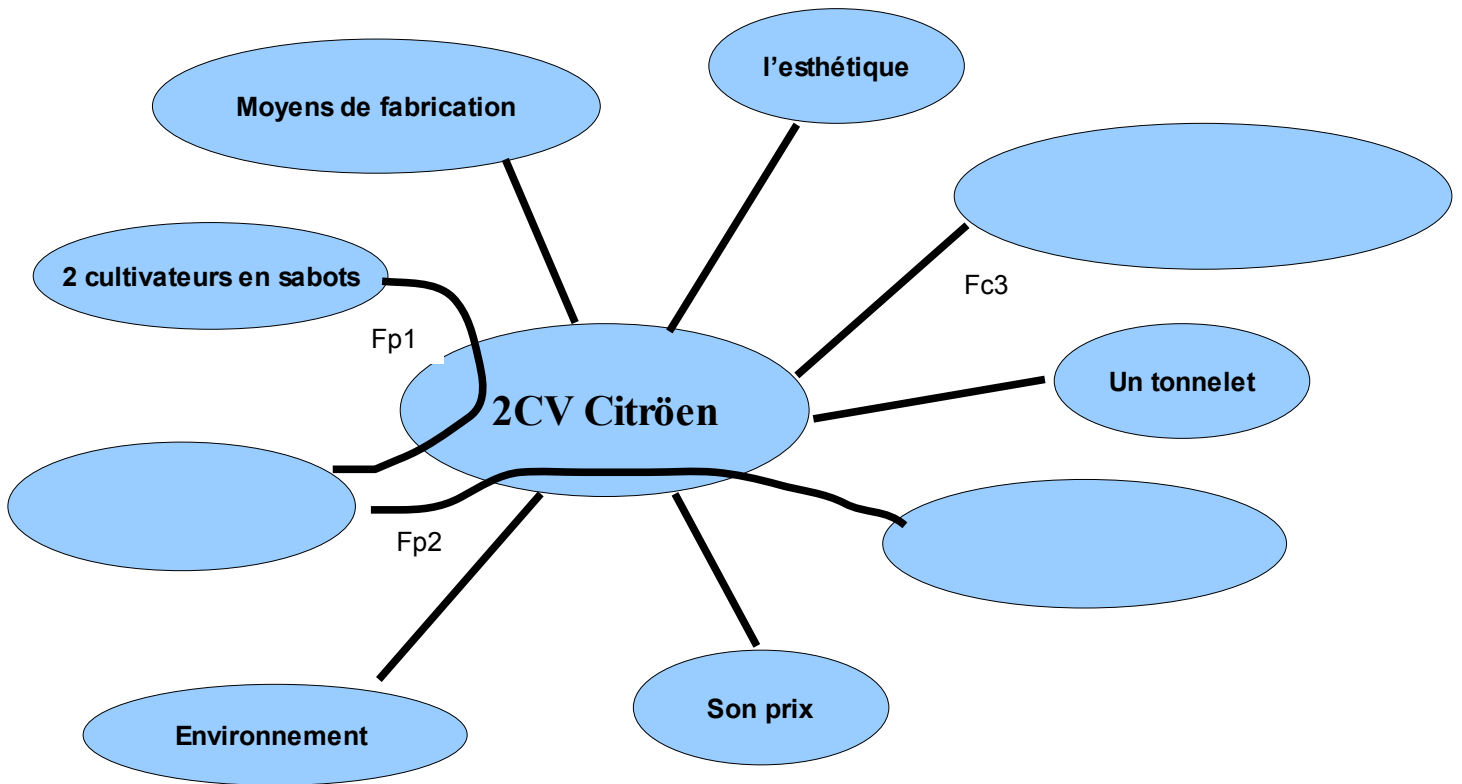 l'esthétique
Moyens de fabrication
2 cultivateurs en sabots
Fc3
Fp1
Un tonnelet
2CV Citröen
Fp2
Son prix
Environnement